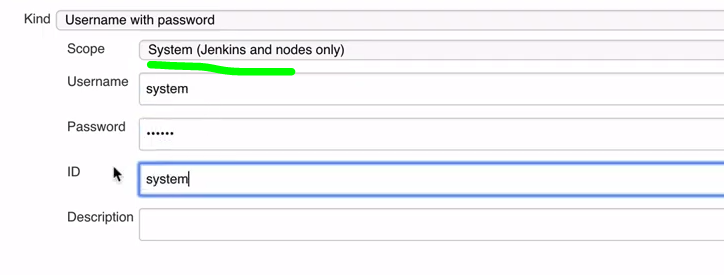 Kind Username with password
Scope System (Jenkins and nodes only)
Username system
Password ••••••
ID system
Description